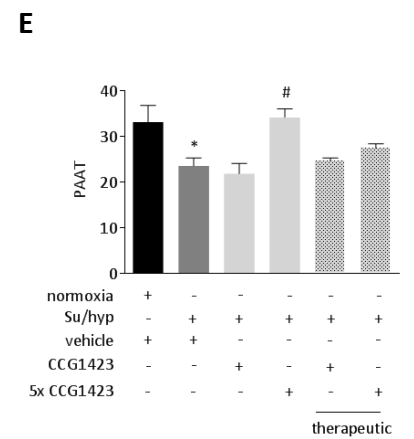 E
#
40
*
30
PAAT
20
10
0
normoxia + - - - - -
Su/hyp - + + + + +
vehicle + + - - - -
CCG1423 - - + - + -
5x CCG1423 - - - + - +
therapeutic